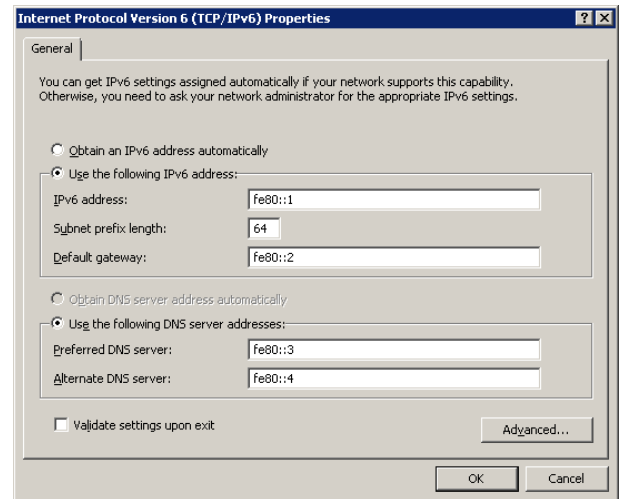 Internet Protocol Version 6 (TCP/IPv6) Properties
General
You can get IPv6 settings assigned automatically if your network supports this capability.
Otherwise, you need to ask your network administrator for the appropriate IPv6 settings.
Obtain an IPv6 address automatically
Use the following IPv6 address:
IPv6 address: fe80::1
Subnet prefix length: 64
Default gateway: fe80::2
Obtain DNS server address automatically
Use the following DNS server addresses:
Preferred DNS server: fe80::3
Alternate DNS server: fe80::4
Validate settings upon exit
Advanced...
OK Cancel